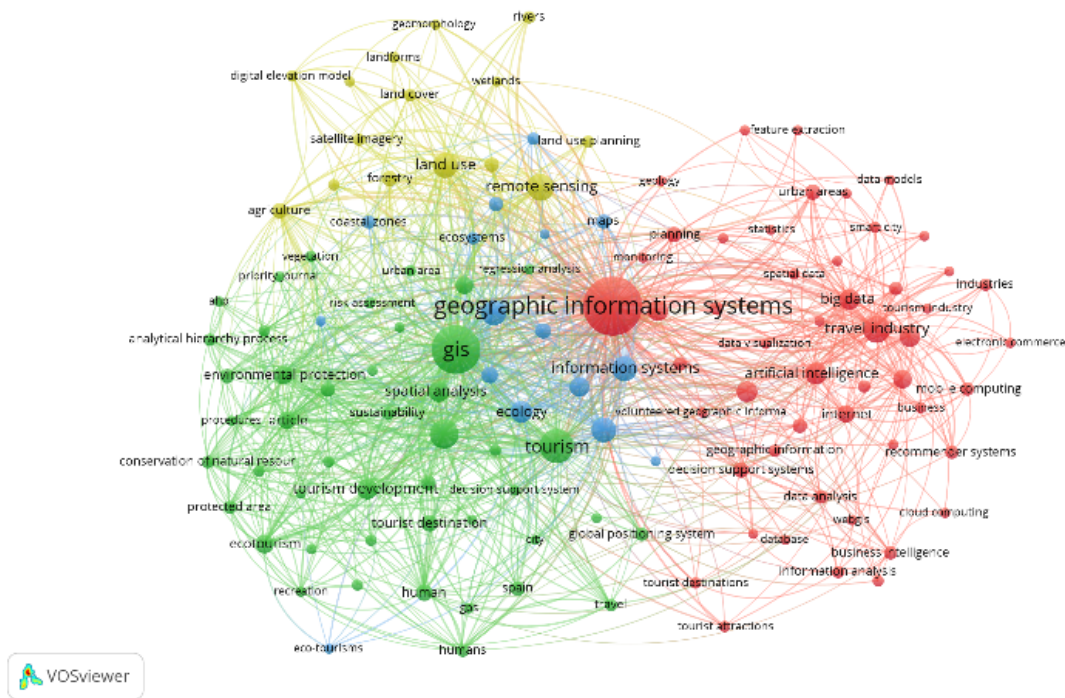 rivers
geomorphology
landforms
digital elevation model
wetlands
land cover
feature extraction
satellite imagery
land use planning
land use
forestry
remote sensing
geology
data models
urban areas
agr culture
coastal zones
maps
statistics
smart city
ecosystems
planning
vegetation
monitoring
urban area
regression analysis
priority journal
spatial data
industries
ahp
risk assessment
geographic information systems
big data
tourism industry
travel industry
analytical hierarchy process
data visualization
electronic commerce
gis
information systems
environmental protection
artificial intelligence
spatial analysis
mobile computing
sustainability
ecology
volunteered geographic informa
business
internet
procedures
article
tourism
geographic information
recommender systems
conservation of natural resour
decision support systems
tourism development
decision support system
data analysis
protected area
cloud computing
tourist destination
webgis
global positioning system
city
database
ecotourism
business intelligence
information analysis
tourist destinations
recreation
human
spain
gas
travel
tourist attractions
eco-tourisms
humans
VOSviewer